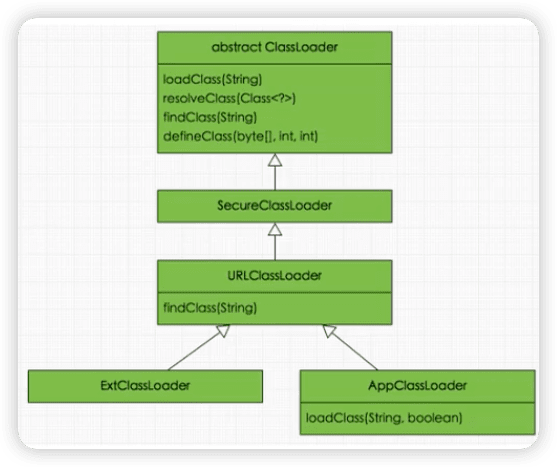 abstract ClassLoader
loadClass(String)
resolveClass(Class<?>)
findClass(String)
defineClass(byte[], int, int)
SecureClassLoader
URLClassLoader
findClass(String)
ExtClassLoader
AppClassLoader
loadClass(String, boolean)